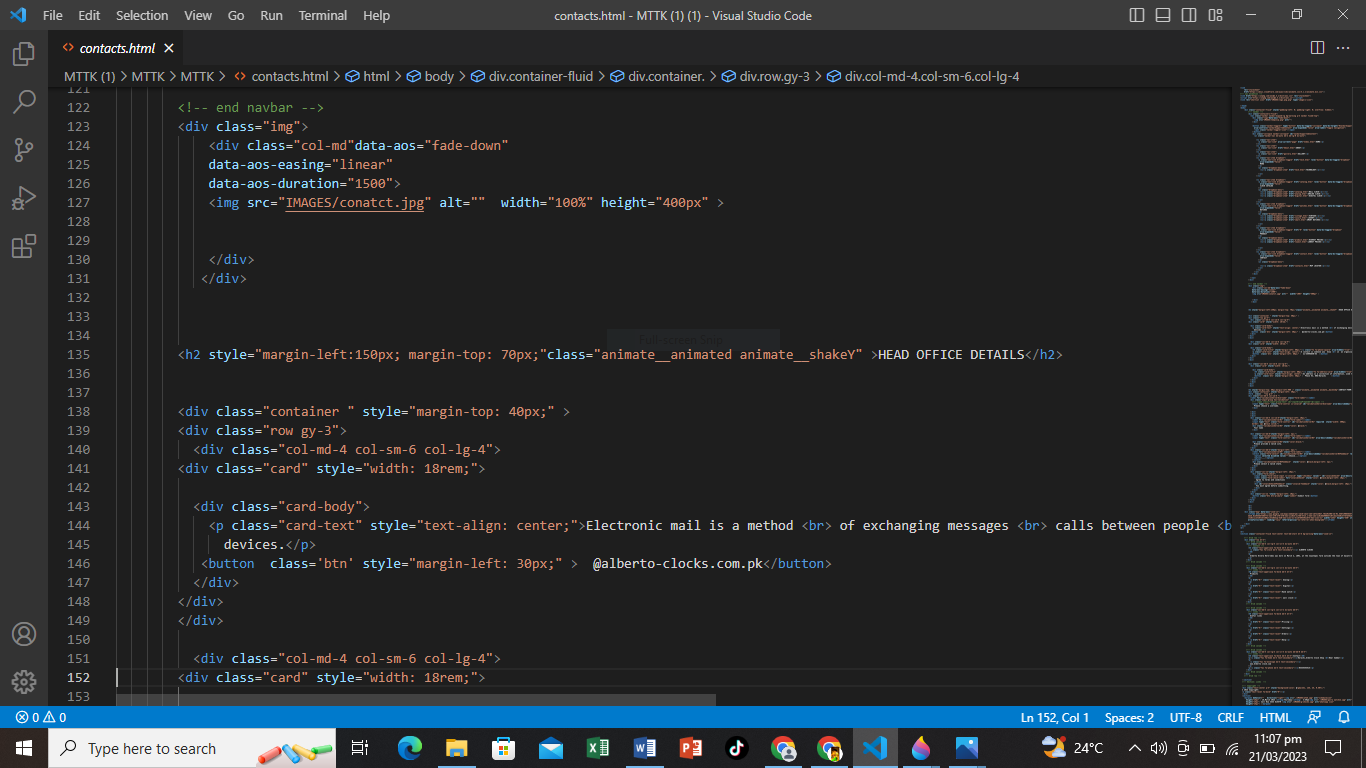 File Edit Selection View Go Run Terminal Help contacts.html - MTTK (1) (1) - Visual Studio Code
contacts.html
MTTK (1) > MTTK > MTTK > contacts.html > html > body > div.container-fluid > div.container. > div.row.gy-3 > div.col-md-4.col-sm-6.col-lg-4
121
122 <!-- end navbar -->
123 <div class="img">
124 <div class="col-md"data-aos="fade-down"
125 data-aos-easing="linear"
126 data-aos-duration="1500">
127 <img src="IMAGES/conatct.jpg" alt=""  width="100%" height="400px" >
128
129
130 </div>
131 </div>
132
133
134
Full-screen Snip
135 <h2 style="margin-left:150px; margin-top: 70px;"class="animate__animated animate__shakeY" >HEAD OFFICE DETAILS</h2>
136
137
138 <div class="container " style="margin-top: 40px;" >
139 <div class="row gy-3">
140 <div class="col-md-4 col-sm-6 col-lg-4">
141 <div class="card" style="width: 18rem;">
142
143 <div class="card-body">
144 <p class="card-text" style="text-align: center;">Electronic mail is a method <br> of exchanging messages <br> calls between people <b
145 devices.</p>
146 <button  class='btn' style="margin-left: 30px;" >  @alberto-clocks.com.pk</button>
147 </div>
148 </div>
149 </div>
150
151 <div class="col-md-4 col-sm-6 col-lg-4">
152 <div class="card" style="width: 18rem;">
153
0 0 Ln 152, Col 1 Spaces: 2 UTF-8 CRLF HTML
Type here to search 24°C 11:07 pm
21/03/2023